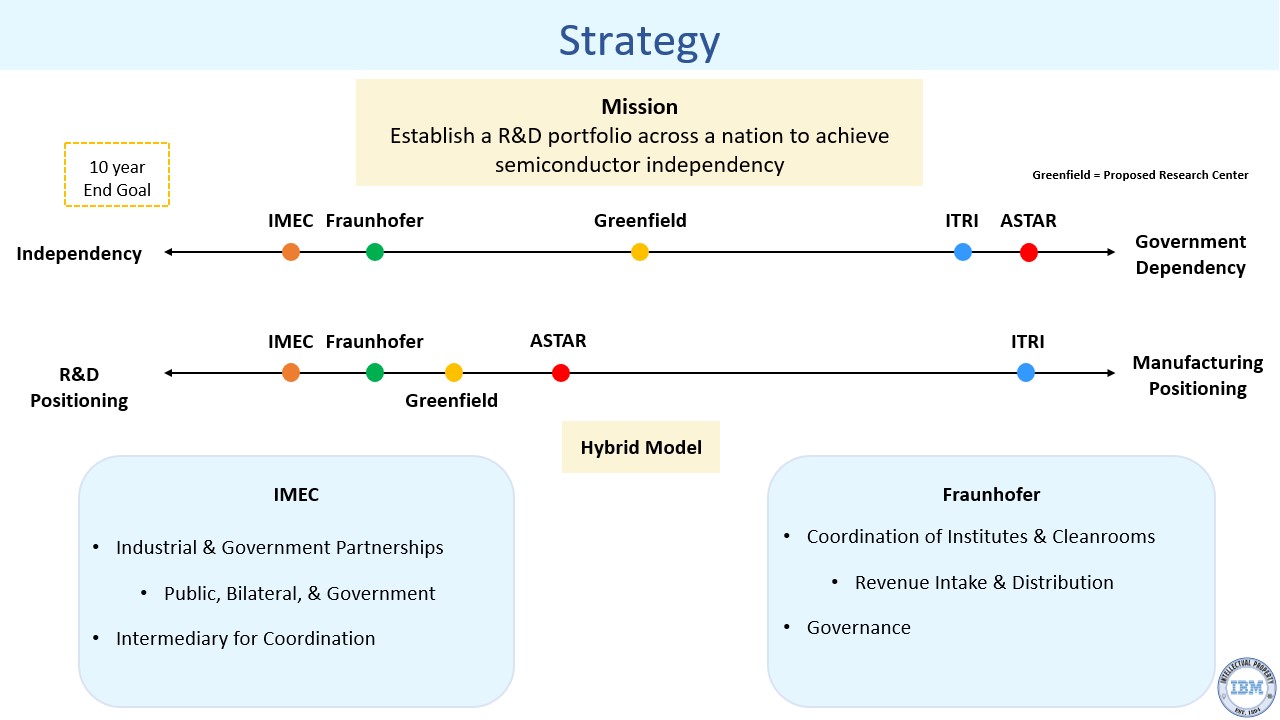 Strategy
Mission
Establish a R&D portfolio across a nation to achieve
semiconductor independency
10 year
End Goal
Greenfield = Proposed Research Center
IMEC Fraunhofer Greenfield ITRI ASTAR
Independency
Government
Dependency
IMEC Fraunhofer ASTAR ITRI
R&D
Positioning
Manufacturing
Positioning
Greenfield
Hybrid Model
IMEC
• Industrial & Government Partnerships
• Public, Bilateral, & Government
• Intermediary for Coordination
Fraunhofer
• Coordination of Institutes & Cleanrooms
• Revenue Intake & Distribution
• Governance
INTELLECTUAL PROPERTY
IBM